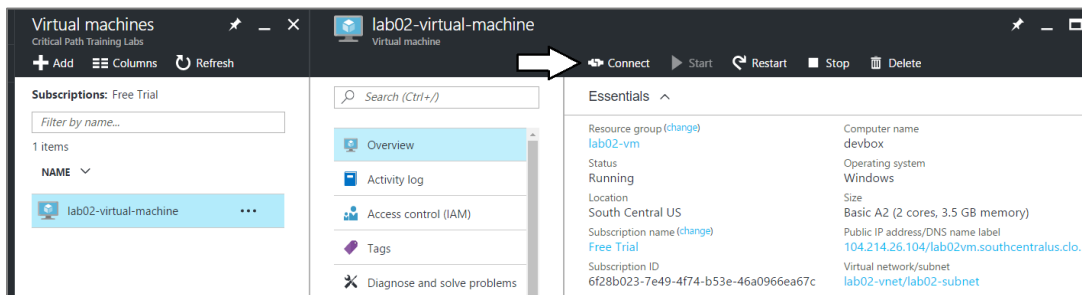 Virtual machines
Critical Path Training Labs
Add Columns Refresh
Subscriptions: Free Trial
Filter by name...
1 items
NAME
lab02-virtual-machine ...
lab02-virtual-machine
Virtual machine
Connect Start Restart Stop Delete
Search (Ctrl+/)
Overview
Activity log
Access control (IAM)
Tags
Diagnose and solve problems
Essentials
Resource group (change)
lab02-vm
Status
Running
Location
South Central US
Subscription name (change)
Free Trial
Subscription ID
6f28b023-7e49-4f74-b53e-46a0966ea67c
Computer name
devbox
Operating system
Windows
Size
Basic A2 (2 cores, 3.5 GB memory)
Public IP address/DNS name label
104.214.26.104/lab02vm.southcentralus.clo.
Virtual network/subnet
lab02-vnet/lab02-subnet